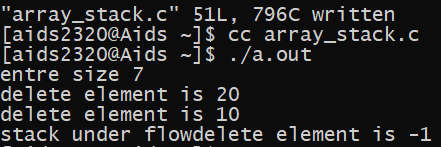 "array_stack.c" 51L, 796C written
[aids2320@Aids ~]$ cc array_stack.c
[aids2320@Aids ~]$ ./a.out
entre size 7
delete element is 20
delete element is 10
stack under flowdelete element is -1